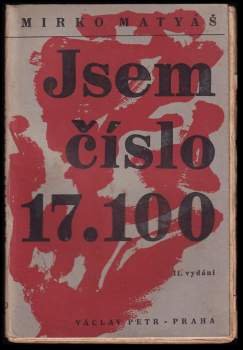 MIRKO MATYÁŠ
Jsem
číslo
17.100
II. vydání
VÁCLAV PETR - PRAHA